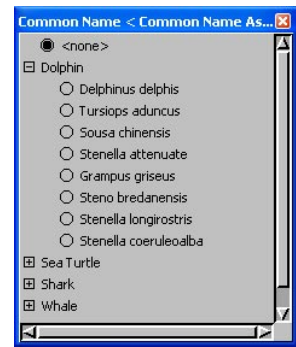 Common Name < Common Name As...
<none>
Dolphin
Delphinus delphis
Tursiops aduncus
Sousa chinensis
Stenella attenuate
Grampus griseus
Steno bredanensis
Stenella longirostris
Stenella coeruleoalba
Sea Turtle
Shark
Whale